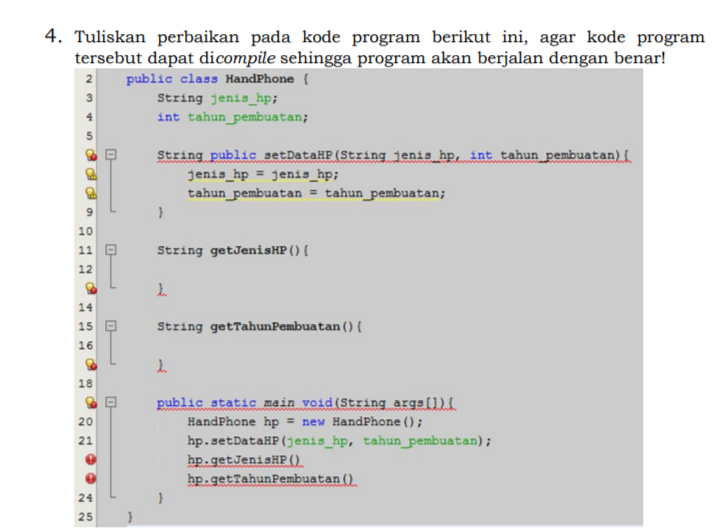 4. Tuliskan perbaikan pada kode program berikut ini, agar kode program
tersebut dapat dicompile sehingga program akan berjalan dengan benar!
2 public class HandPhone {
3 String jenis_hp;
4 int tahun_pembuatan;
5
String public setDataHP(String jenis_hp, int tahun_pembuatan){
jenis_hp = jenis_hp;
tahun_pembuatan = tahun_pembuatan;
9 }
10
11 String getJenisHP(){
12
}
14
15 String getTahunPembuatan(){
16
}
18
public static main void(String args[]){
20 HandPhone hp = new HandPhone();
21 hp.setDataHP(jenis_hp, tahun_pembuatan);
hp.getJenisHP()
hp.getTahunPembuatan()
24 }
25 }